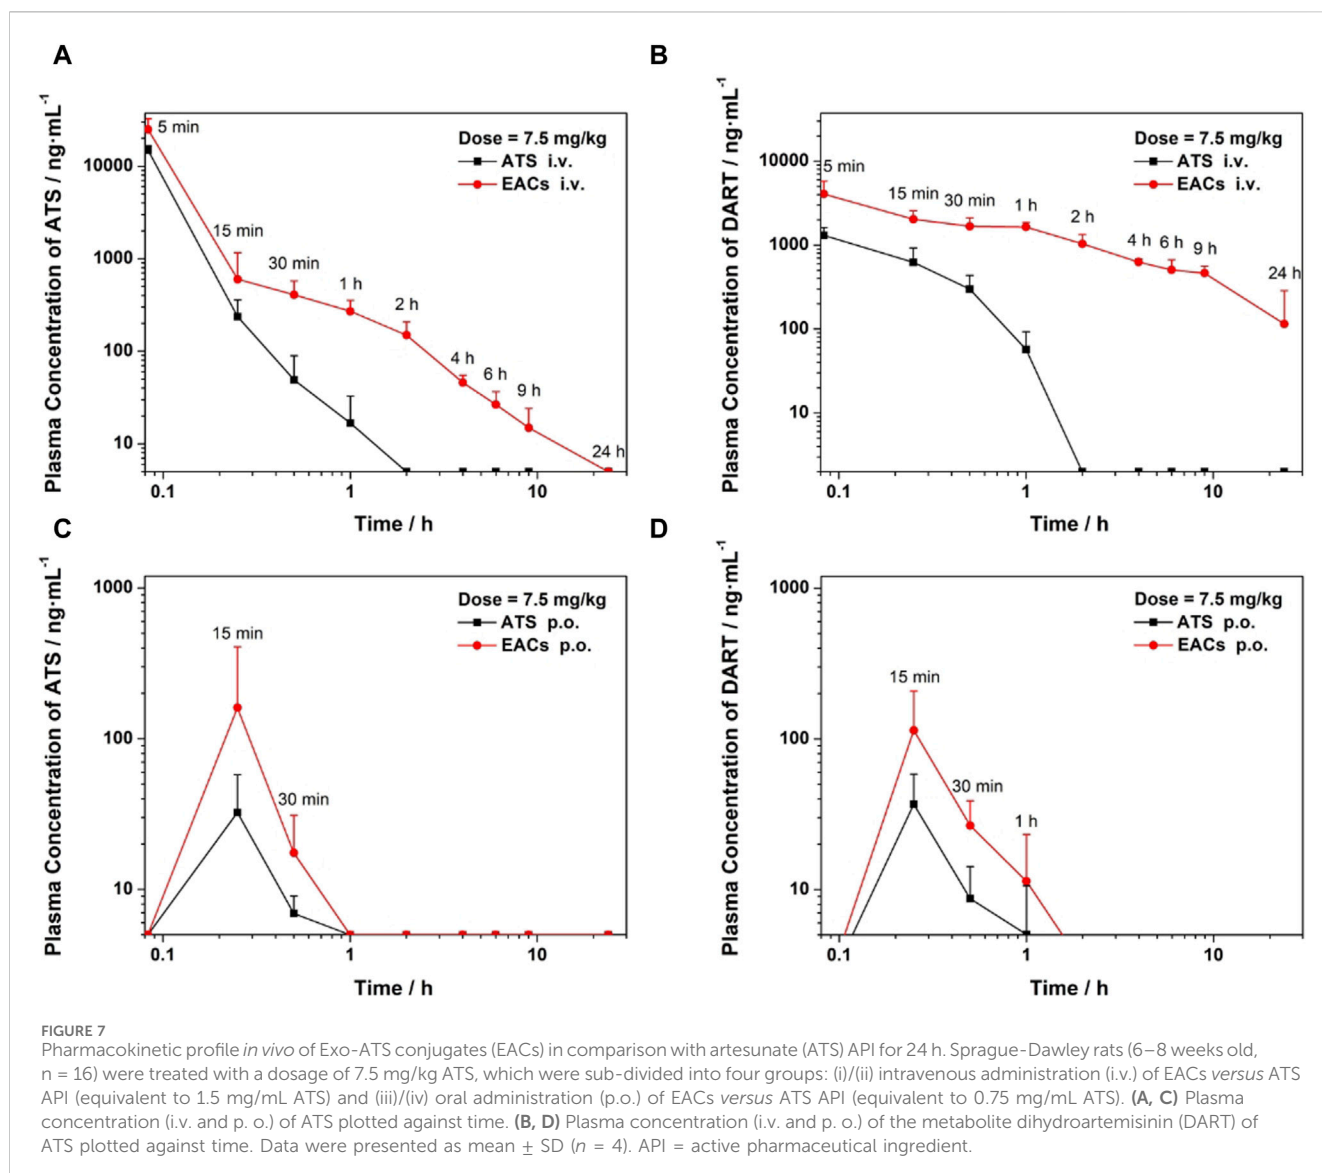 A
Plasma Concentration of ATS / ng·mL⁻¹
10000
1000
100
10
5 min
15 min
30 min
1 h
2 h
4 h
6 h
9 h
24 h
Dose = 7.5 mg/kg
ATS i.v.
EACs i.v.
0.1
1
10
Time / h
B
Plasma Concentration of DART / ng·mL⁻¹
10000
1000
100
10
5 min
15 min
30 min
1 h
2 h
4 h
6 h
9 h
24 h
Dose = 7.5 mg/kg
ATS i.v.
EACs i.v.
0.1
1
10
Time / h
C
Plasma Concentration of ATS / ng·mL⁻¹
1000
100
10
15 min
30 min
Dose = 7.5 mg/kg
ATS p.o.
EACs p.o.
0.1
1
10
Time / h
D
Plasma Concentration of DART / ng·mL⁻¹
1000
100
10
15 min
30 min
1 h
Dose = 7.5 mg/kg
ATS p.o.
EACs p.o.
0.1
1
10
Time / h
FIGURE 7
Pharmacokinetic profile in vivo of Exo-ATS conjugates (EACs) in comparison with artesunate (ATS) API for 24 h. Sprague-Dawley rats (6–8 weeks old,
n = 16) were treated with a dosage of 7.5 mg/kg ATS, which were sub-divided into four groups: (i)/(ii) intravenous administration (i.v.) of EACs versus ATS
API (equivalent to 1.5 mg/mL ATS) and (iii)/(iv) oral administration (p.o.) of EACs versus ATS API (equivalent to 0.75 mg/mL ATS). (A, C) Plasma
concentration (i.v. and p. o.) of ATS plotted against time. (B, D) Plasma concentration (i.v. and p. o.) of the metabolite dihydroartemisinin (DART) of
ATS plotted against time. Data were presented as mean ± SD (n = 4). API = active pharmaceutical ingredient.